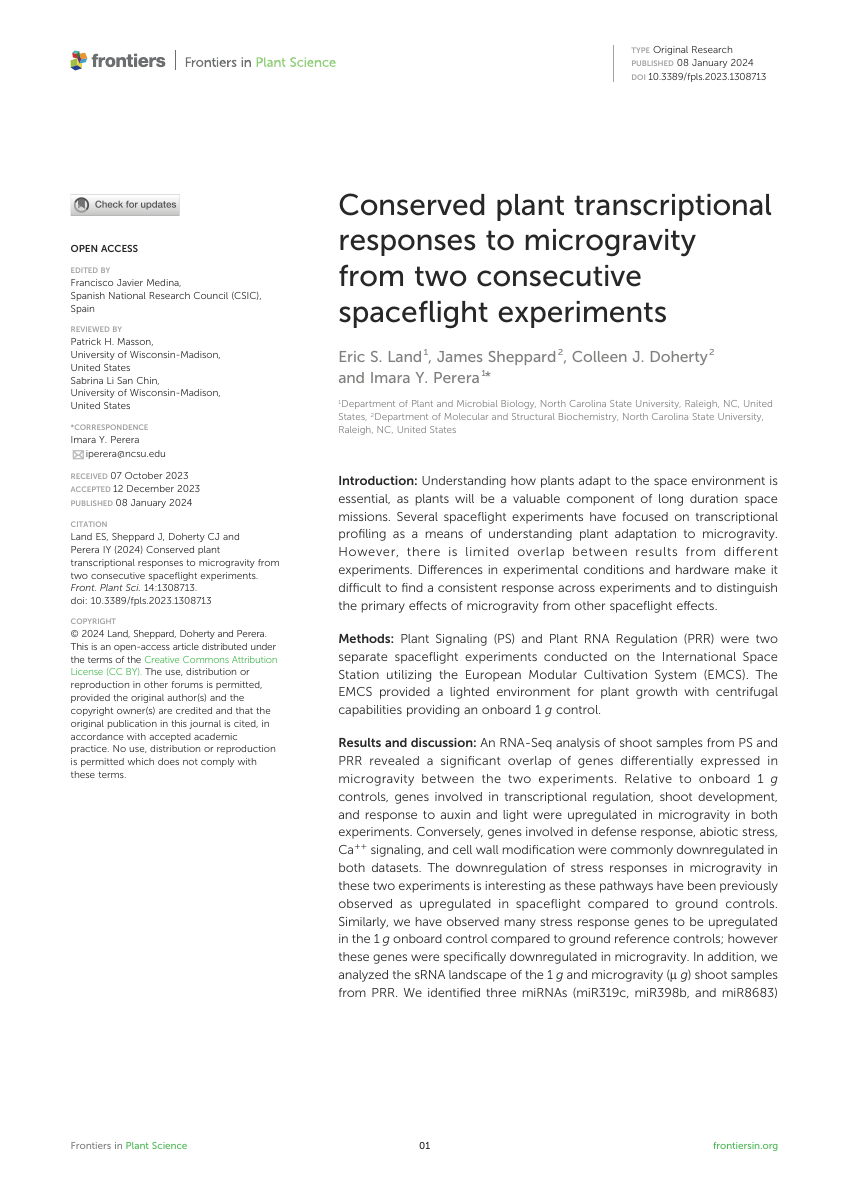 frontiers | Frontiers in Plant Science
TYPE Original Research
PUBLISHED 08 January 2024
DOI 10.3389/fpls.2023.1308713
Check for updates
OPEN ACCESS
EDITED BY
Francisco Javier Medina,
Spanish National Research Council (CSIC),
Spain
REVIEWED BY
Patrick H. Masson,
University of Wisconsin-Madison,
United States
Sabrina Li San Chin,
University of Wisconsin-Madison,
United States
*CORRESPONDENCE
Imara Y. Perera
iperera@ncsu.edu
RECEIVED 07 October 2023
ACCEPTED 12 December 2023
PUBLISHED 08 January 2024
CITATION
Land ES, Sheppard J, Doherty CJ and
Perera IY (2024) Conserved plant
transcriptional responses to microgravity from
two consecutive spaceflight experiments.
Front. Plant Sci. 14:1308713.
doi: 10.3389/fpls.2023.1308713
COPYRIGHT
© 2024 Land, Sheppard, Doherty and Perera.
This is an open-access article distributed under
the terms of the Creative Commons Attribution
License (CC BY). The use, distribution or
reproduction in other forums is permitted,
provided the original author(s) and the
copyright owner(s) are credited and that the
original publication in this journal is cited, in
accordance with accepted academic
practice. No use, distribution or reproduction
is permitted which does not comply with
these terms.
Conserved plant transcriptional
responses to microgravity
from two consecutive
spaceflight experiments
Eric S. Land¹, James Sheppard², Colleen J. Doherty²
and Imara Y. Perera¹*
¹Department of Plant and Microbial Biology, North Carolina State University, Raleigh, NC, United
States, ²Department of Molecular and Structural Biochemistry, North Carolina State University,
Raleigh, NC, United States
Introduction: Understanding how plants adapt to the space environment is
essential, as plants will be a valuable component of long duration space
missions. Several spaceflight experiments have focused on transcriptional
profiling as a means of understanding plant adaptation to microgravity.
However, there is limited overlap between results from different
experiments. Differences in experimental conditions and hardware make it
difficult to find a consistent response across experiments and to distinguish
the primary effects of microgravity from other spaceflight effects.
Methods: Plant Signaling (PS) and Plant RNA Regulation (PRR) were two
separate spaceflight experiments conducted on the International Space
Station utilizing the European Modular Cultivation System (EMCS). The
EMCS provided a lighted environment for plant growth with centrifugal
capabilities providing an onboard 1 g control.
Results and discussion: An RNA-Seq analysis of shoot samples from PS and
PRR revealed a significant overlap of genes differentially expressed in
microgravity between the two experiments. Relative to onboard 1 g
controls, genes involved in transcriptional regulation, shoot development,
and response to auxin and light were upregulated in microgravity in both
experiments. Conversely, genes involved in defense response, abiotic stress,
Ca⁺⁺ signaling, and cell wall modification were commonly downregulated in
both datasets. The downregulation of stress responses in microgravity in
these two experiments is interesting as these pathways have been previously
observed as upregulated in spaceflight compared to ground controls.
Similarly, we have observed many stress response genes to be upregulated
in the 1 g onboard control compared to ground reference controls; however
these genes were specifically downregulated in microgravity. In addition, we
analyzed the sRNA landscape of the 1 g and microgravity (μ g) shoot samples
from PRR. We identified three miRNAs (miR319c, miR398b, and miR8683)
Frontiers in Plant Science
01
frontiersin.org